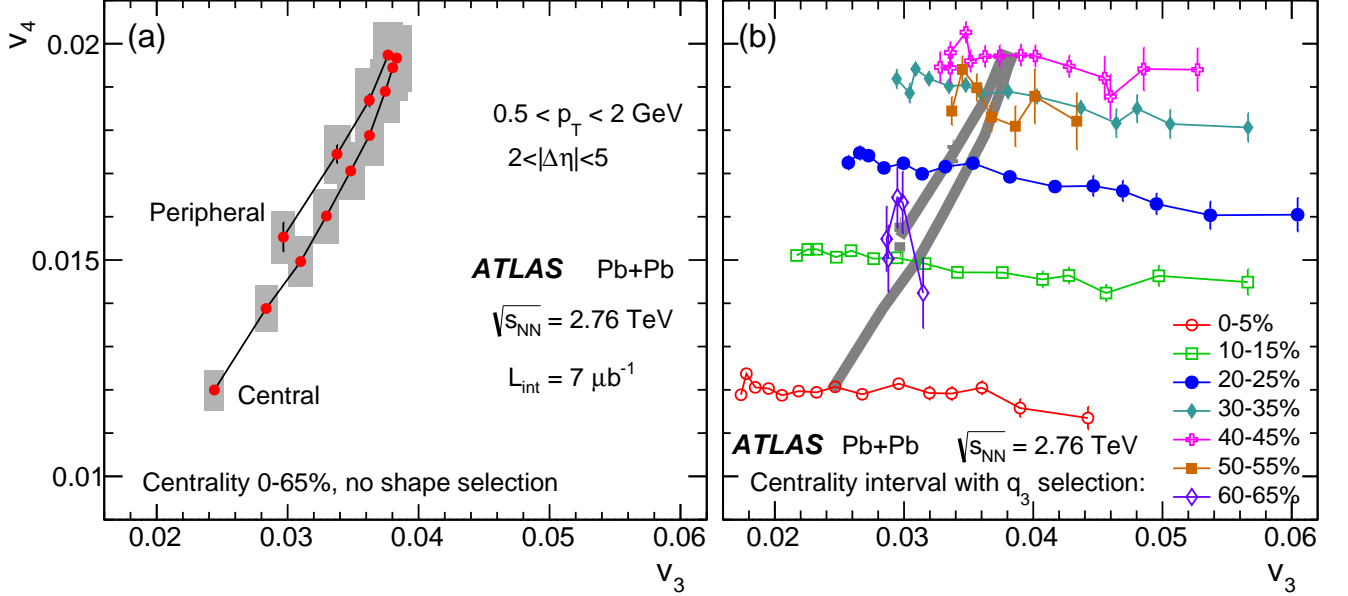 v₄
(a)
0.02
0.015
0.01
0.5 < p_T < 2 GeV
2<|Δη|<5
Peripheral
ATLAS Pb+Pb
√s_NN = 2.76 TeV
L_int = 7 μb⁻¹
Central
Centrality 0-65%, no shape selection
0.02 0.03 0.04 0.05 0.06
v₃
(b)
0-5%
10-15%
20-25%
30-35%
40-45%
50-55%
60-65%
ATLAS Pb+Pb √s_NN = 2.76 TeV
Centrality interval with q₃ selection:
0.02 0.03 0.04 0.05 0.06
v₃